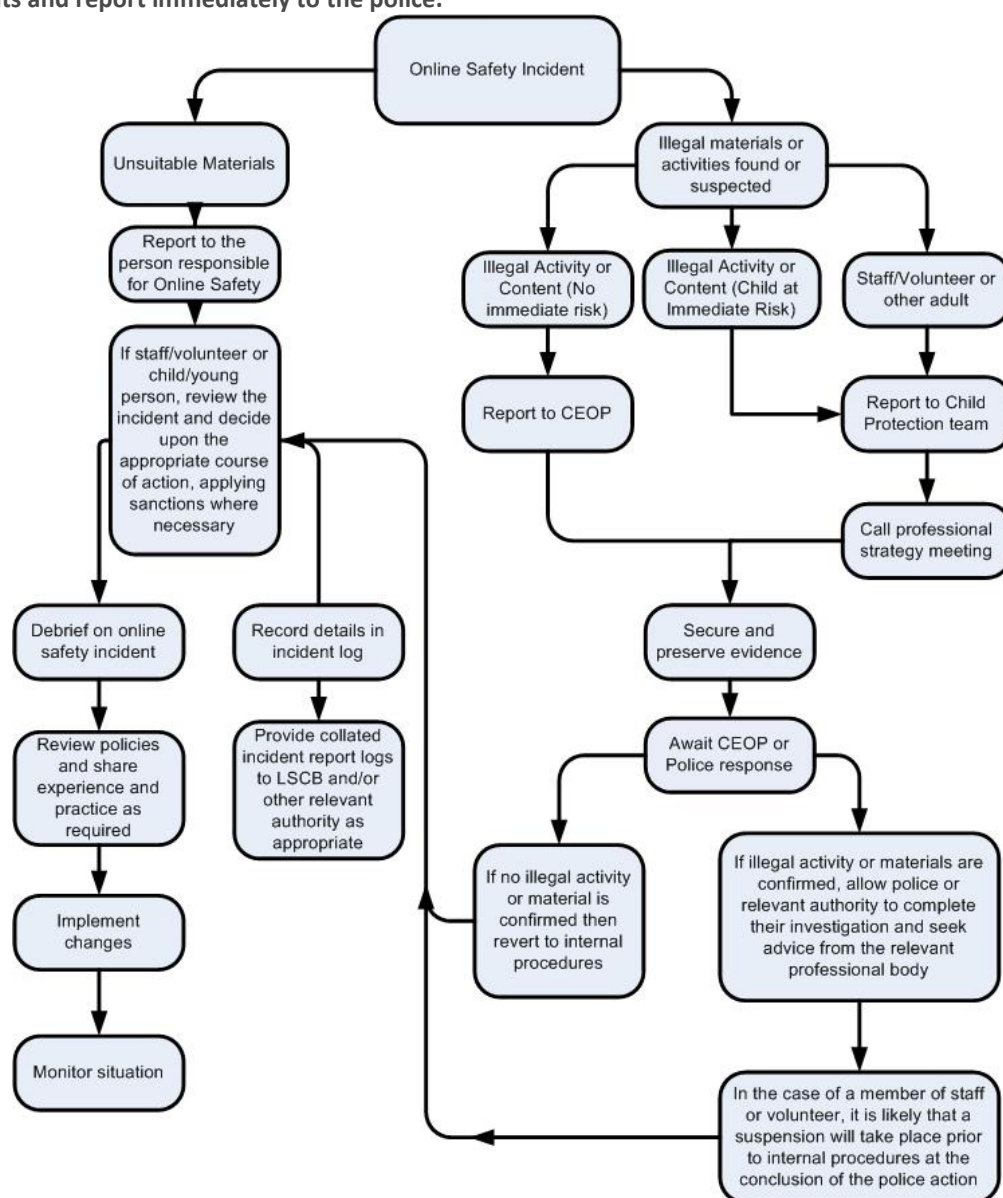 and report immediately to the police.
Online Safety Incident
Unsuitable Materials
Report to the
person responsible
for Online Safety
If staff/volunteer or
child/young
person, review the
incident and decide
upon the
appropriate course
of action, applying
sanctions where
necessary
Debrief on online
safety incident
Review policies
and share
experience and
practice as
required
Implement
changes
Monitor situation
Record details in
incident log
Provide collated
incident report logs
to LSCB and/or
other relevant
authority as
appropriate
Illegal materials or
activities found or
suspected
Illegal Activity or
Content (No
immediate risk)
Illegal Activity or
Content (Child at
Immediate Risk)
Staff/Volunteer or
other adult
Report to CEOP
Report to Child
Protection team
Call professional
strategy meeting
Secure and
preserve evidence
Await CEOP or
Police response
If no illegal activity
or material is
confirmed then
revert to internal
procedures
If illegal activity or materials are
confirmed, allow police or
relevant authority to complete
their investigation and seek
advice from the relevant
professional body
In the case of a member of staff
or volunteer, it is likely that a
suspension will take place prior
to internal procedures at the
conclusion of the police action